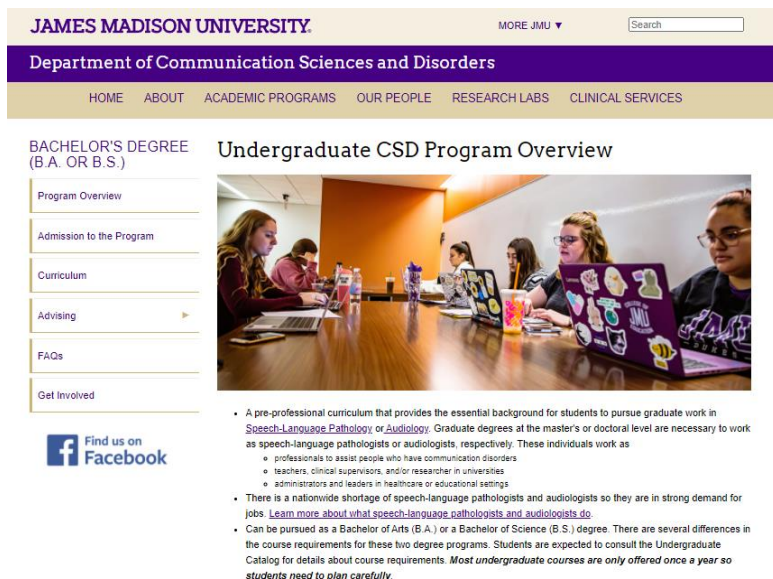 JAMES MADISON UNIVERSITY.
MORE JMU ▼
Search
Department of Communication Sciences and Disorders
HOME ABOUT ACADEMIC PROGRAMS OUR PEOPLE RESEARCH LABS CLINICAL SERVICES
BACHELOR'S DEGREE
(B.A. OR B.S.)
Program Overview
Admission to the Program
Curriculum
Advising
FAQs
Get Involved
Find us on
Facebook
Undergraduate CSD Program Overview
JMU
• A pre-professional curriculum that provides the essential background for students to pursue graduate work in
Speech-Language Pathology or Audiology. Graduate degrees at the master's or doctoral level are necessary to work
as speech-language pathologists or audiologists, respectively. These individuals work as
professionals to assist people who have communication disorders
teachers, clinical supervisors, and/or researcher in universities
administrators and leaders in healthcare or educational settings
• There is a nationwide shortage of speech-language pathologists and audiologists so they are in strong demand for
jobs. Learn more about what speech-language pathologists and audiologists do.
• Can be pursued as a Bachelor of Arts (B.A.) or a Bachelor of Science (B.S.) degree. There are several differences in
the course requirements for these two degree programs. Students are expected to consult the Undergraduate
Catalog for details about course requirements. Most undergraduate courses are only offered once a year so
students need to plan carefully.